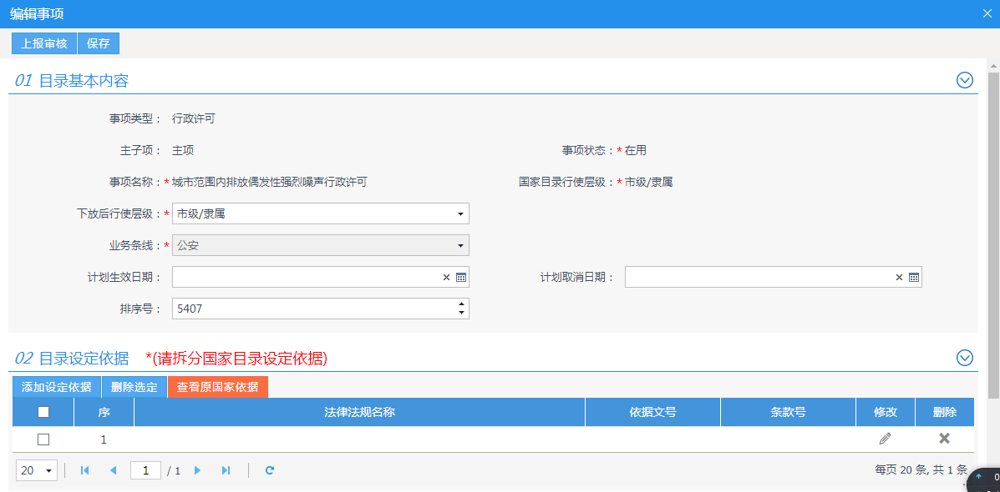 编辑事项
上报审核 保存
01 目录基本内容
事项类型： 行政许可
主子项： 主项 事项状态：* 在用
事项名称：* 城市范围内排放偶发性强烈噪声行政许可 国家目录行使层级：* 市级/隶属
下放后行使层级：* 市级/隶属
业务条线：* 公安
计划生效日期： 计划取消日期：
排序号： 5407
02 目录设定依据 *(请拆分国家目录设定依据)
添加设定依据 删除选定 查看原国家依据
序 法律法规名称 依据文号 条款号 修改 删除
1
20 1 / 1 每页 20 条, 共 1 条
0